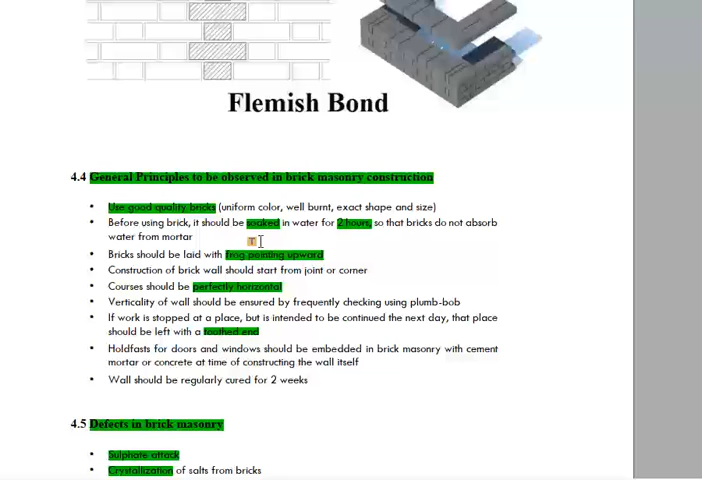 Flemish Bond
4.4 General Principles to be observed in brick masonry construction
• Use good quality bricks (uniform color, well burnt, exact shape and size)
• Before using brick, it should be soaked in water for 2 hours, so that bricks do not absorb
water from mortar
T
• Bricks should be laid with frog pointing upward
• Construction of brick wall should start from joint or corner
• Courses should be perfectly horizontal
• Verticality of wall should be ensured by frequently checking using plumb-bob
• If work is stopped at a place, but is intended to be continued the next day, that place
should be left with a toothed end
• Holdfasts for doors and windows should be embedded in brick masonry with cement
mortar or concrete at time of constructing the wall itself
• Wall should be regularly cured for 2 weeks
4.5 Defects in brick masonry
• Sulphate attack
• Crystallization of salts from bricks